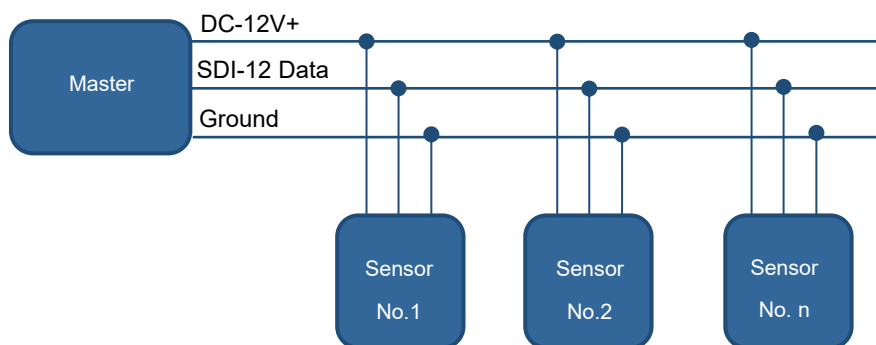 DC-12V+
Master
SDI-12 Data
Ground
Sensor
No.1
Sensor
No.2
Sensor
No. n